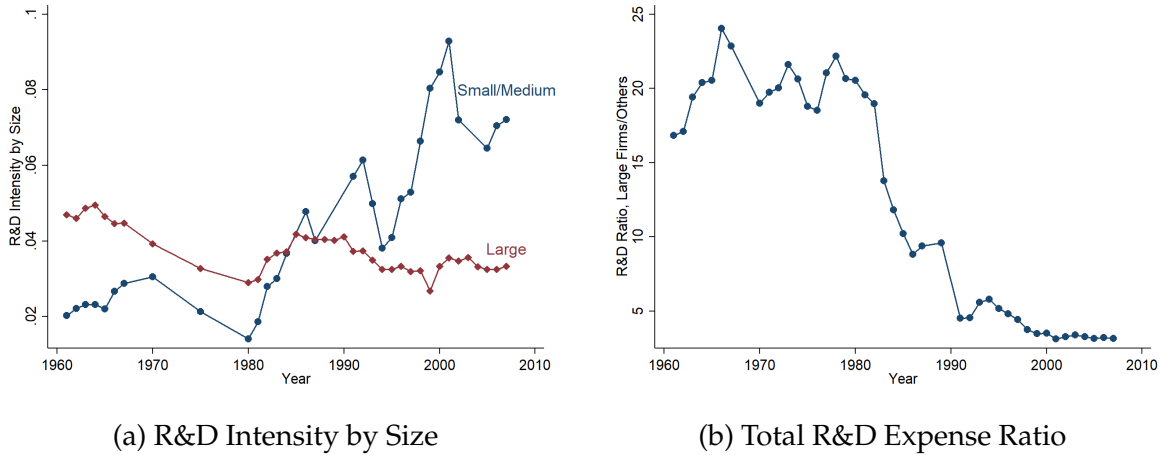 R&D Intensity by Size
.1
.08
.06
.04
.02
Small/Medium
Large
1960 1970 1980 1990 2000 2010
Year
(a) R&D Intensity by Size
R&D Ratio, Large Firms/Others
25
20
15
10
5
1960 1970 1980 1990 2000 2010
Year
(b) Total R&D Expense Ratio